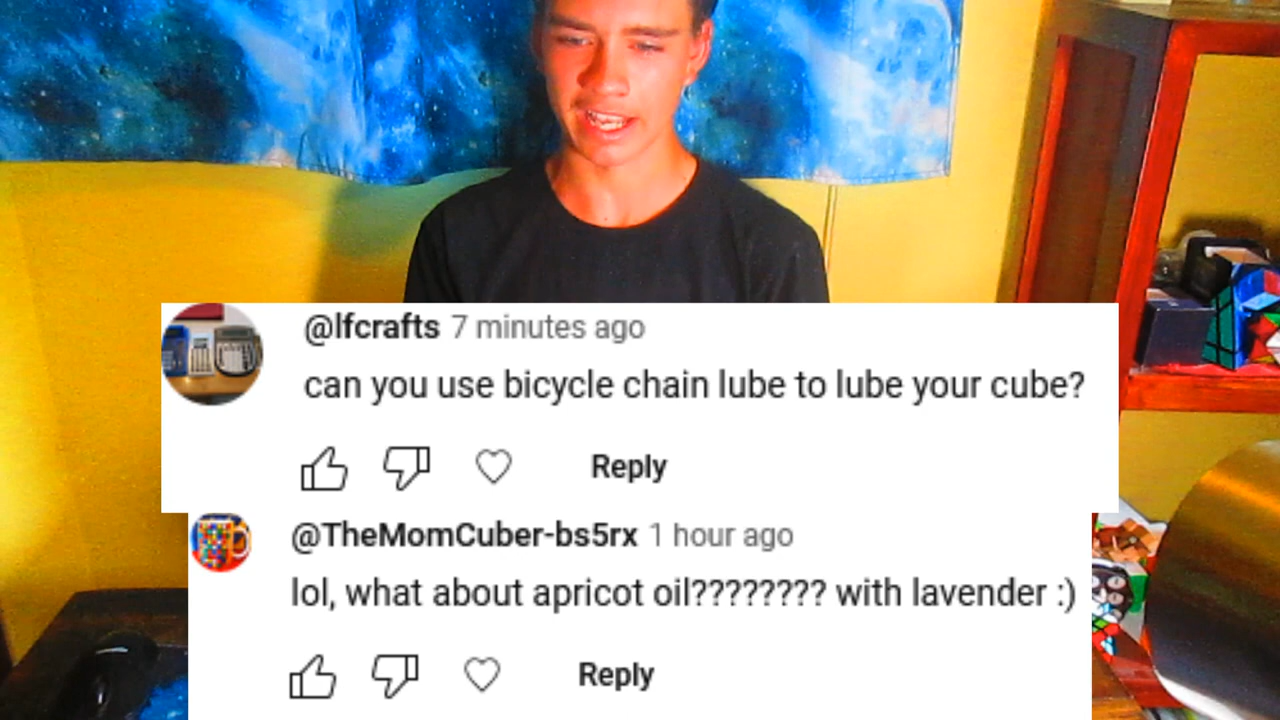 @lfcrafts 7 minutes ago
can you use bicycle chain lube to lube your cube?
Reply
@TheMomCuber-bs5rx 1 hour ago
lol, what about apricot oil???????? with lavender :)
Reply